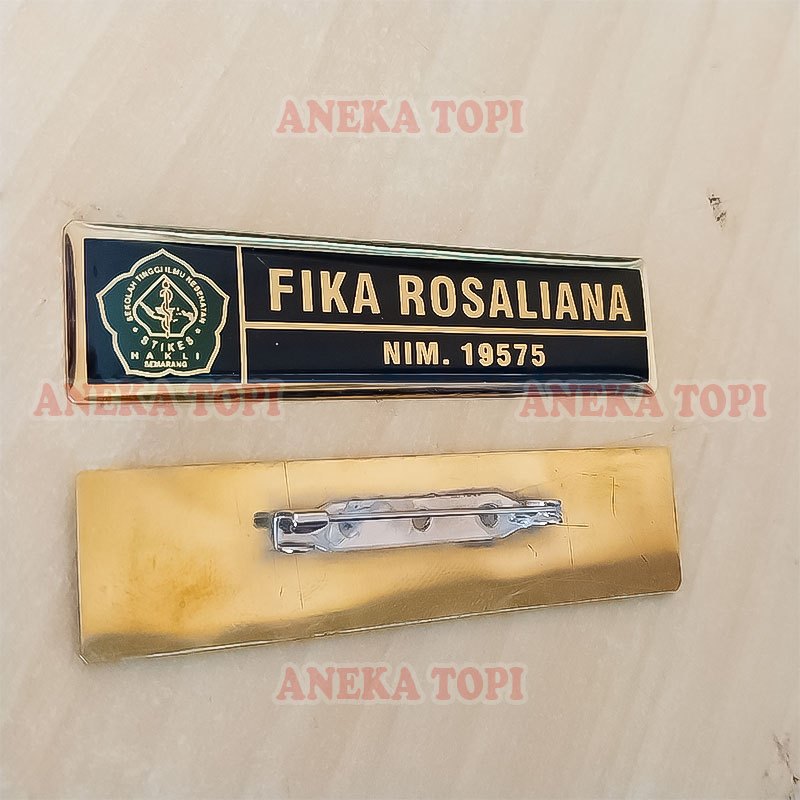 ANEKA TOPI
SEKOLAH TINGGI ILMU KESEHATAN
STIKES
HAKLI
SEMARANG
FIKA ROSALIANA
NIM. 19575
ANEKA TOPI
ANEKA TOPI
ANEKA TOPI